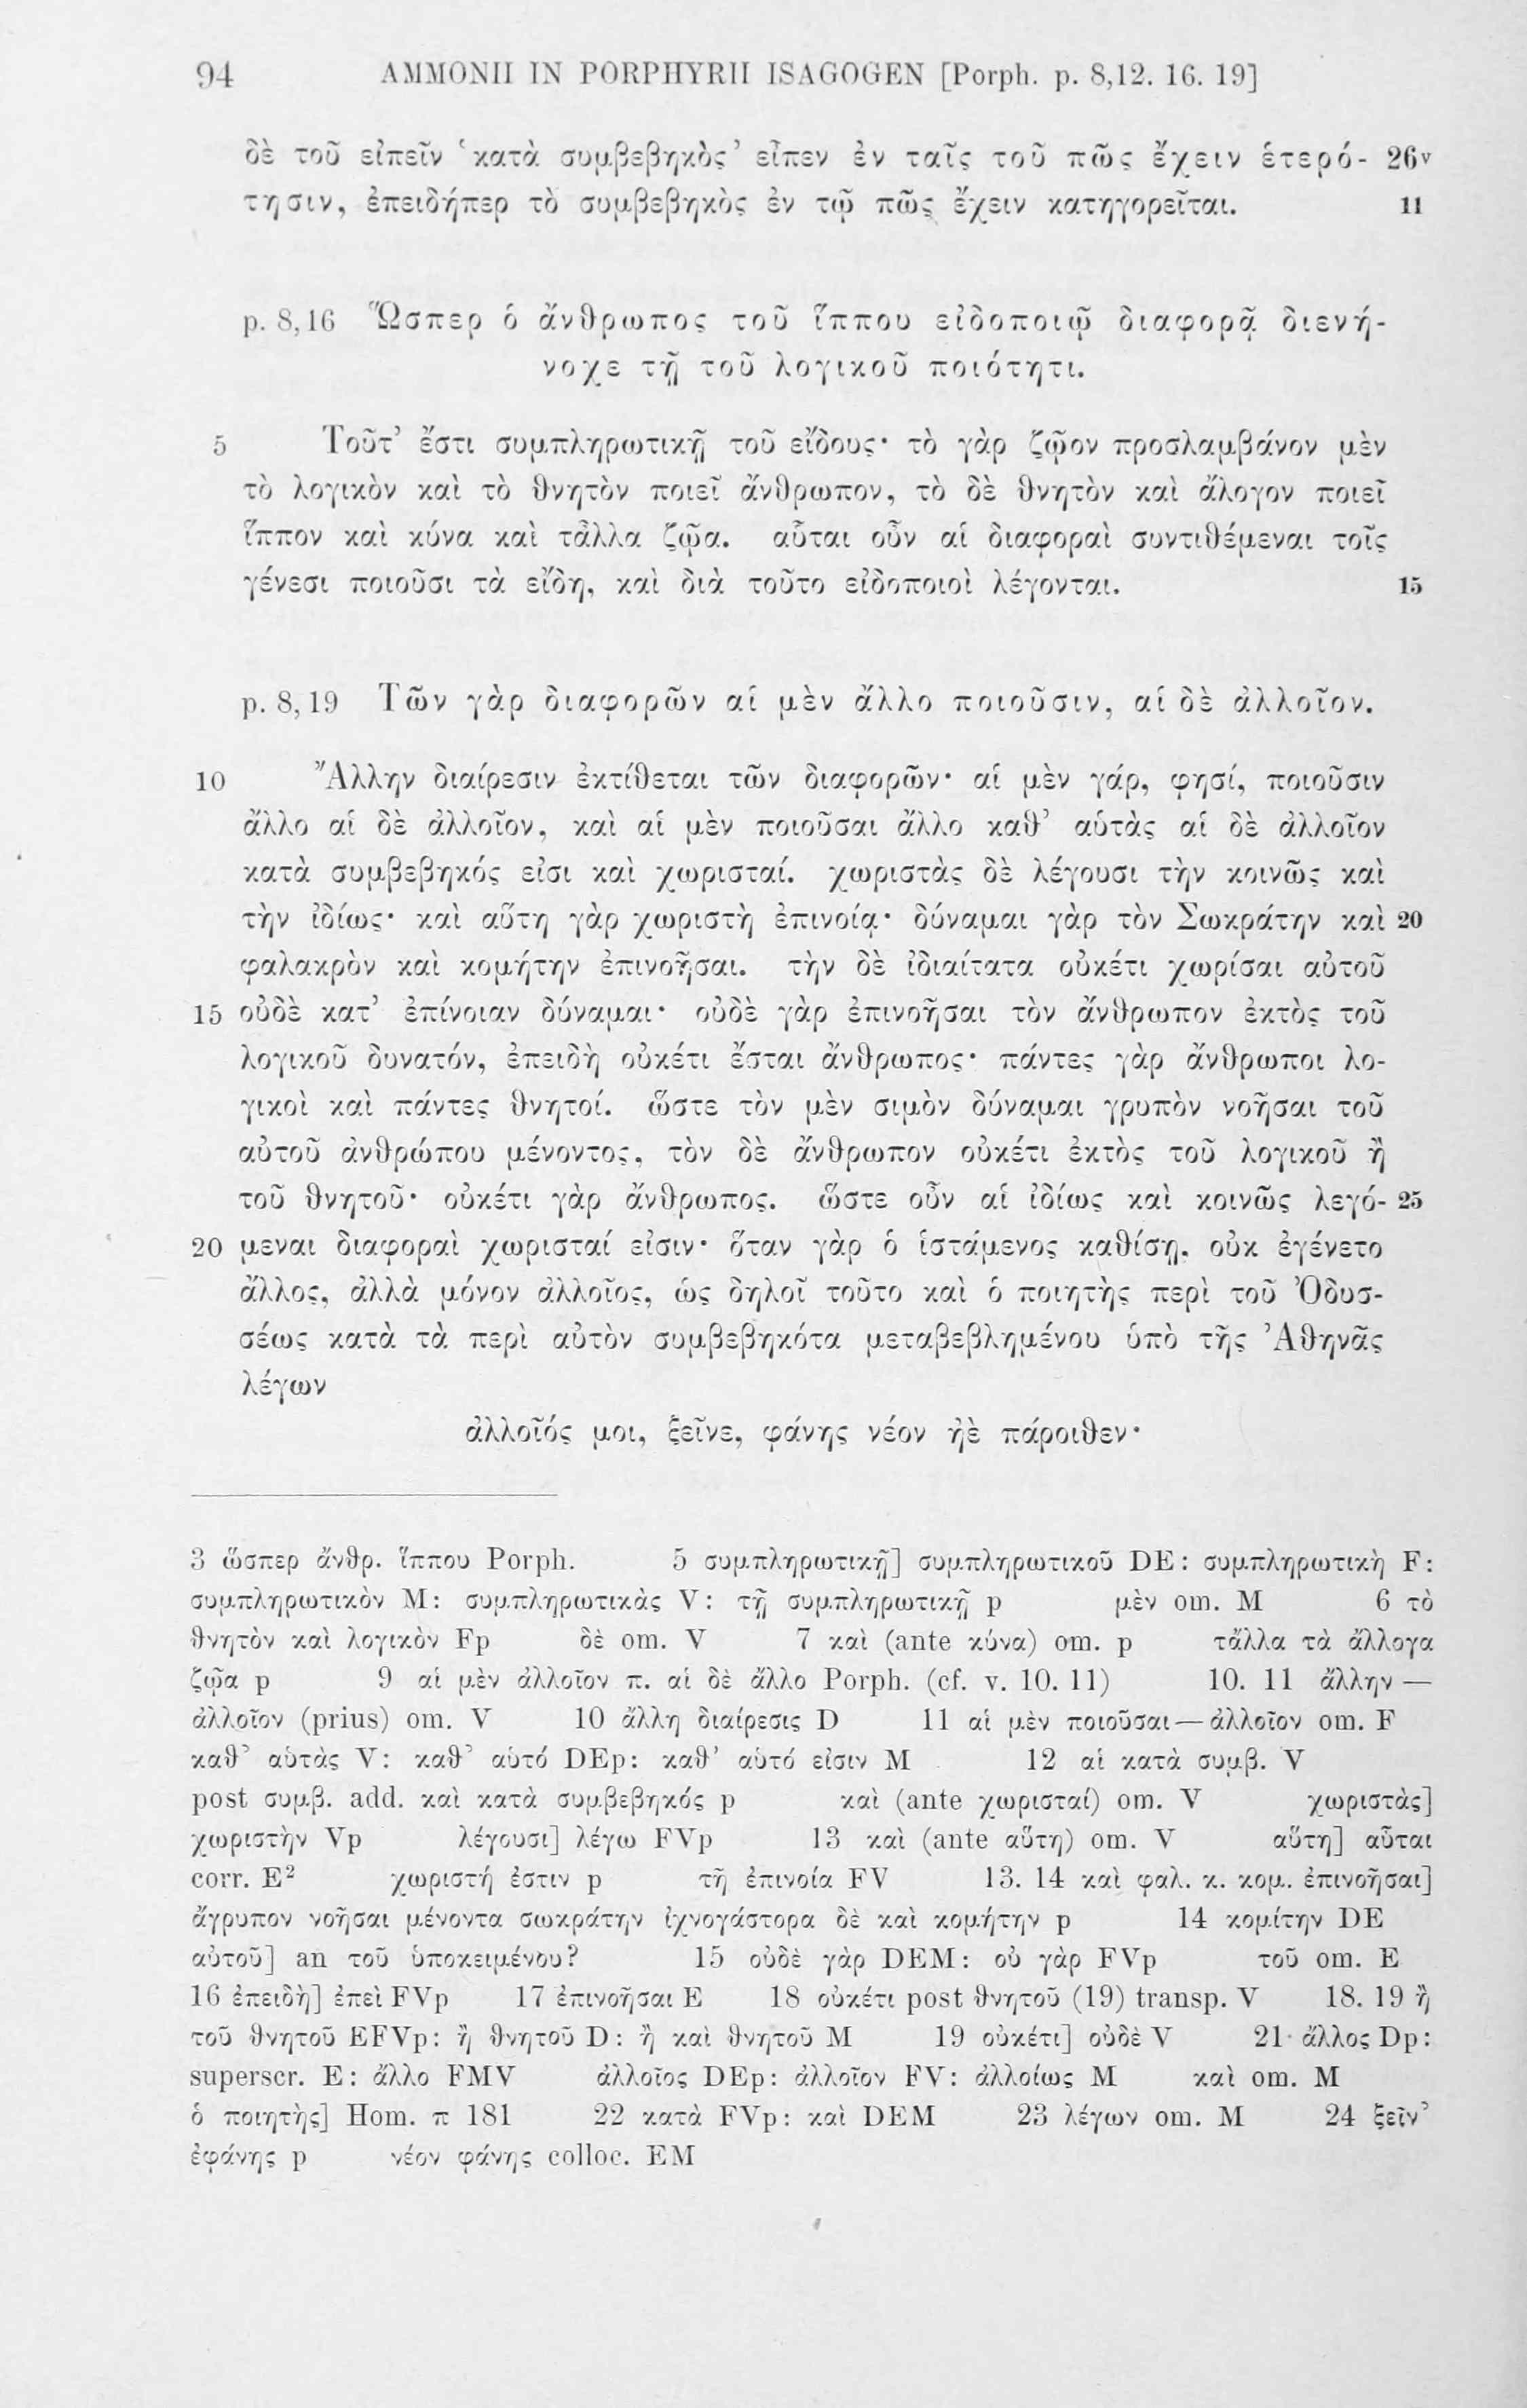 94 AMMONII IN PORPHYRII ISAGOGEN [Porph. p. 8,12. 16. 19]
δὲ τοῦ εἰπεῖν ‘κατὰ συμβεβηκὸς’ εἶπεν ἐν ταῖς τοῦ πῶς ἔχειν ἑτερό- 26v
τησιν, ἐπειδήπερ τὸ συμβεβηκὸς ἐν τῷ πῶς ἔχειν κατηγορεῖται. 11
p. 8,16 Ὥσπερ ὁ ἄνθρωπος τοῦ ἵππου εἰδοποιῷ διαφορᾷ διενή-
νοχε τῇ τοῦ λογικοῦ ποιότητι.
5 Τοῦτ’ ἔστι συμπληρωτικῇ τοῦ εἴδους· τὸ γὰρ ζῷον προσλαμβάνον μὲν
τὸ λογικὸν καὶ τὸ θνητὸν ποιεῖ ἄνθρωπον, τὸ δὲ θνητὸν καὶ ἄλογον ποιεῖ
ἵππον καὶ κύνα καὶ τἆλλα ζῷα. αὗται οὖν αἱ διαφοραὶ συντιθέμεναι τοῖς
γένεσι ποιοῦσι τὰ εἴδη, καὶ διὰ τοῦτο εἰδοποιοὶ λέγονται. 15
p. 8,19 Τῶν γὰρ διαφορῶν αἱ μὲν ἄλλο ποιοῦσιν, αἱ δὲ ἀλλοῖον.
10 Ἄλλην διαίρεσιν ἐκτίθεται τῶν διαφορῶν· αἱ μὲν γάρ, φησί, ποιοῦσιν
ἄλλο αἱ δὲ ἀλλοῖον, καὶ αἱ μὲν ποιοῦσαι ἄλλο καθ’ αὑτὰς αἱ δὲ ἀλλοῖον
κατὰ συμβεβηκός εἰσι καὶ χωρισταί. χωριστὰς δὲ λέγουσι τὴν κοινῶς καὶ
τὴν ἰδίως· καὶ αὕτη γὰρ χωριστὴ ἐπινοίᾳ· δύναμαι γὰρ τὸν Σωκράτην καὶ 20
φαλακρὸν καὶ κομήτην ἐπινοῆσαι. τὴν δὲ ἰδιαίτατα οὐκέτι χωρίσαι αὐτοῦ
15 οὐδὲ κατ’ ἐπίνοιαν δύναμαι· οὐδὲ γὰρ ἐπινοῆσαι τὸν ἄνθρωπον ἐκτὸς τοῦ
λογικοῦ δυνατόν, ἐπειδὴ οὐκέτι ἔσται ἄνθρωπος· πάντες γὰρ ἄνθρωποι λο-
γικοὶ καὶ πάντες θνητοί. ὥστε τὸν μὲν σιμὸν δύναμαι γρυπὸν νοῆσαι τοῦ
αὐτοῦ ἀνθρώπου μένοντος, τὸν δὲ ἄνθρωπον οὐκέτι ἐκτὸς τοῦ λογικοῦ ἢ
τοῦ θνητοῦ· οὐκέτι γὰρ ἄνθρωπος. ὥστε οὖν αἱ ἰδίως καὶ κοινῶς λεγό- 25
20 μεναι διαφοραὶ χωρισταί εἰσιν· ὅταν γὰρ ὁ ἱστάμενος καθίσῃ, οὐκ ἐγένετο
ἄλλος, ἀλλὰ μόνον ἀλλοῖος, ὡς δηλοῖ τοῦτο καὶ ὁ ποιητὴς περὶ τοῦ Ὀδυσ-
σέως κατὰ τὰ περὶ αὐτὸν συμβεβηκότα μεταβεβλημένου ὑπὸ τῆς Ἀθηνᾶς
λέγων
ἀλλοῖός μοι, ξεῖνε, φάνης νέον ἠὲ πάροιθεν·
3 ὥσπερ ἄνθρ. ἵππου Porph. 5 συμπληρωτικῇ] συμπληρωτικοῦ DE: συμπληρωτικὴ F:
συμπληρωτικὸν M: συμπληρωτικὰς V: τῇ συμπληρωτικῇ p μὲν om. M 6 τὸ
θνητὸν καὶ λογικὸν Fp δὲ om. V 7 καὶ (ante κύνα) om. p τἄλλα τὰ ἄλλογα
ζῷα p 9 αἱ μὲν ἀλλοῖον π. αἱ δὲ ἄλλο Porph. (cf. v. 10. 11) 10. 11 ἄλλην —
ἀλλοῖον (prius) om. V 10 ἄλλη διαίρεσις D 11 αἱ μὲν ποιοῦσαι — ἀλλοῖον om. F
καθ’ αὑτὰς V: καθ’ αὑτό DEp: καθ’ αὑτό εἰσιν M 12 αἱ κατὰ συμβ. V
post συμβ. add. καὶ κατὰ συμβεβηκός p καὶ (ante χωρισταί) om. V χωριστὰς]
χωριστὴν Vp λέγουσι] λέγω FVp 13 καὶ (ante αὕτη) om. V αὕτη] αὗται
corr. E² χωριστή ἐστιν p τῇ ἐπινοία FV 13. 14 καὶ φαλ. κ. κομ. ἐπινοῆσαι]
ἄγρυπον νοῆσαι μένοντα σωκράτην ἰχνογάστορα δὲ καὶ κομήτην p 14 κομίτην DE
αὐτοῦ] an τοῦ ὑποκειμένου? 15 οὐδὲ γὰρ DEM: οὐ γὰρ FVp τοῦ om. E
16 ἐπειδὴ] ἐπεὶ FVp 17 ἐπινοῆσαι E 18 οὐκέτι post θνητοῦ (19) transp. V 18. 19 ἢ
τοῦ θνητοῦ EFVp: ἢ θνητοῦ D: ἢ καὶ θνητοῦ M 19 οὐκέτι] οὐδὲ V 21 ἄλλος Dp:
superscr. E: ἄλλο FMV ἀλλοῖος DEp: ἀλλοῖον FV: ἀλλοίως M καὶ om. M
ὁ ποιητὴς] Hom. π 181 22 κατὰ FVp: καὶ DEM 23 λέγων om. M 24 ξεῖν’
ἐφάνης p νέον φάνης colloc. EM